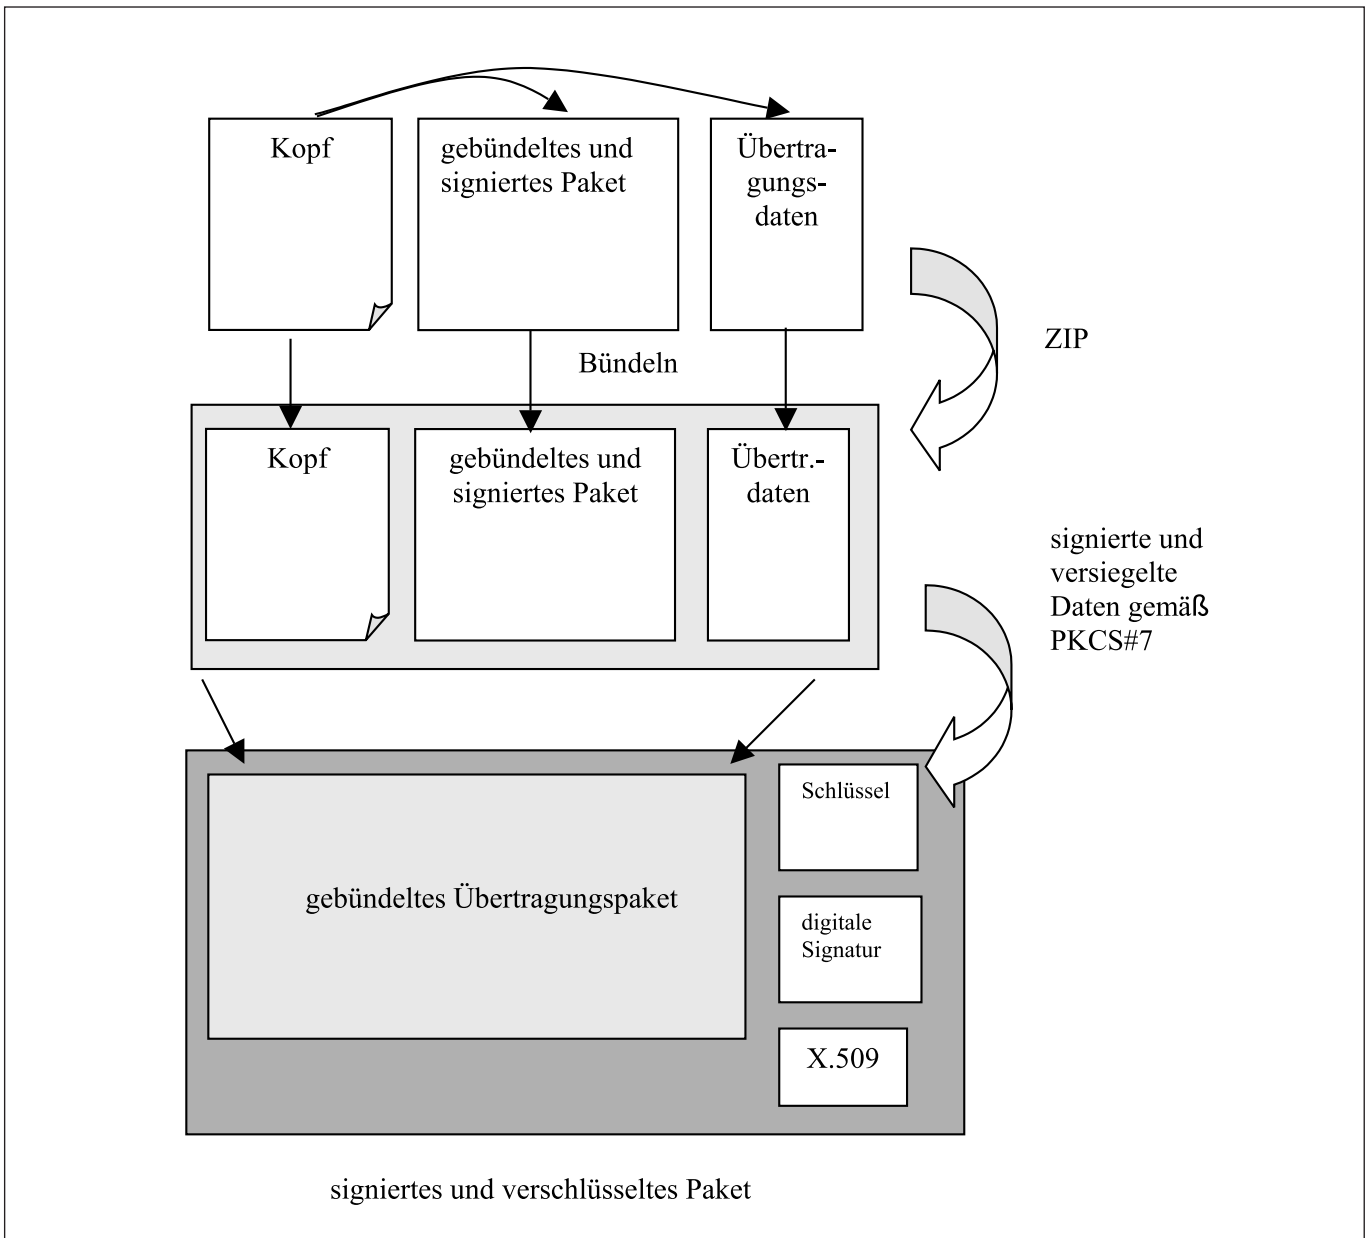 Kopf
gebündeltes und
signiertes Paket
Übertra-
gungs-
daten
ZIP
Bündeln
Kopf
gebündeltes und
signiertes Paket
Übertr.-
daten
signierte und
versiegelte
Daten gemäß
PKCS#7
Schlüssel
gebündeltes Übertragungspaket
digitale
Signatur
X.509
signiertes und verschlüsseltes Paket